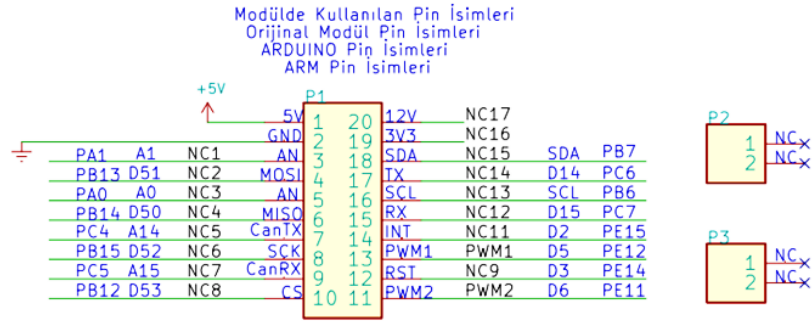 Modülde Kullanılan Pin İsimleri
Orijinal Modül Pin İsimleri
ARDUINO Pin İsimleri
ARM Pin İsimleri
+5V
P1
5V 1 20 12V NC17
GND 2 19 3V3 NC16
PA1 A1 NC1 AN 3 18 SDA NC15 SDA PB7
PB13 D51 NC2 MOSI 4 17 TX NC14 D14 PC6
PA0 A0 NC3 AN 5 16 SCL NC13 SCL PB6
PB14 D50 NC4 MISO 6 15 RX NC12 D15 PC7
PC4 A14 NC5 CanTX 7 14 INT NC11 D2 PE15
PB15 D52 NC6 SCK 8 13 PWM1 PWM1 D5 PE12
PC5 A15 NC7 CanRX 9 12 RST NC9 D3 PE14
PB12 D53 NC8 CS 10 11 PWM2 PWM2 D6 PE11
P2
1 NC
2 NC
P3
1 NC
2 NC